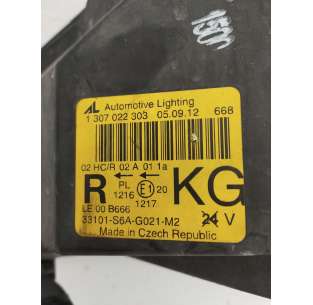 150n
AL Automotive Lighting
1 307 022 303 05.09.12 668
02 HC/R 02 A 01 1a
R PL E1 20 KG
1216 1217
LE 00 B666
33101-S6A-G021-M2 24 V
Made in Czech Republic